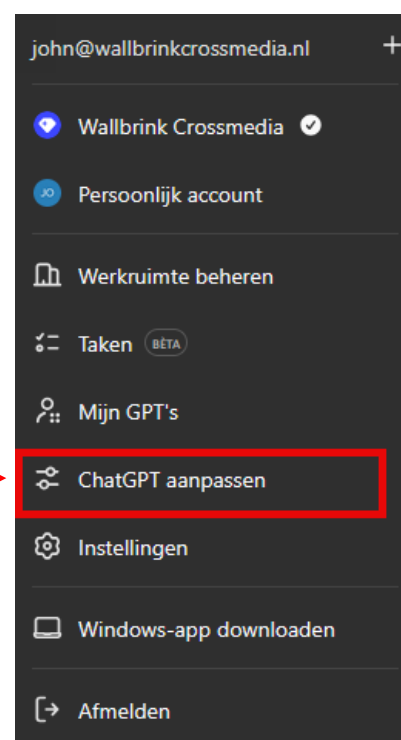 john@wallbrinkcrossmedia.nl +
Wallbrink Crossmedia
JO Persoonlijk account
Werkruimte beheren
Taken BÈTA
Mijn GPT's
ChatGPT aanpassen
Instellingen
Windows-app downloaden
Afmelden